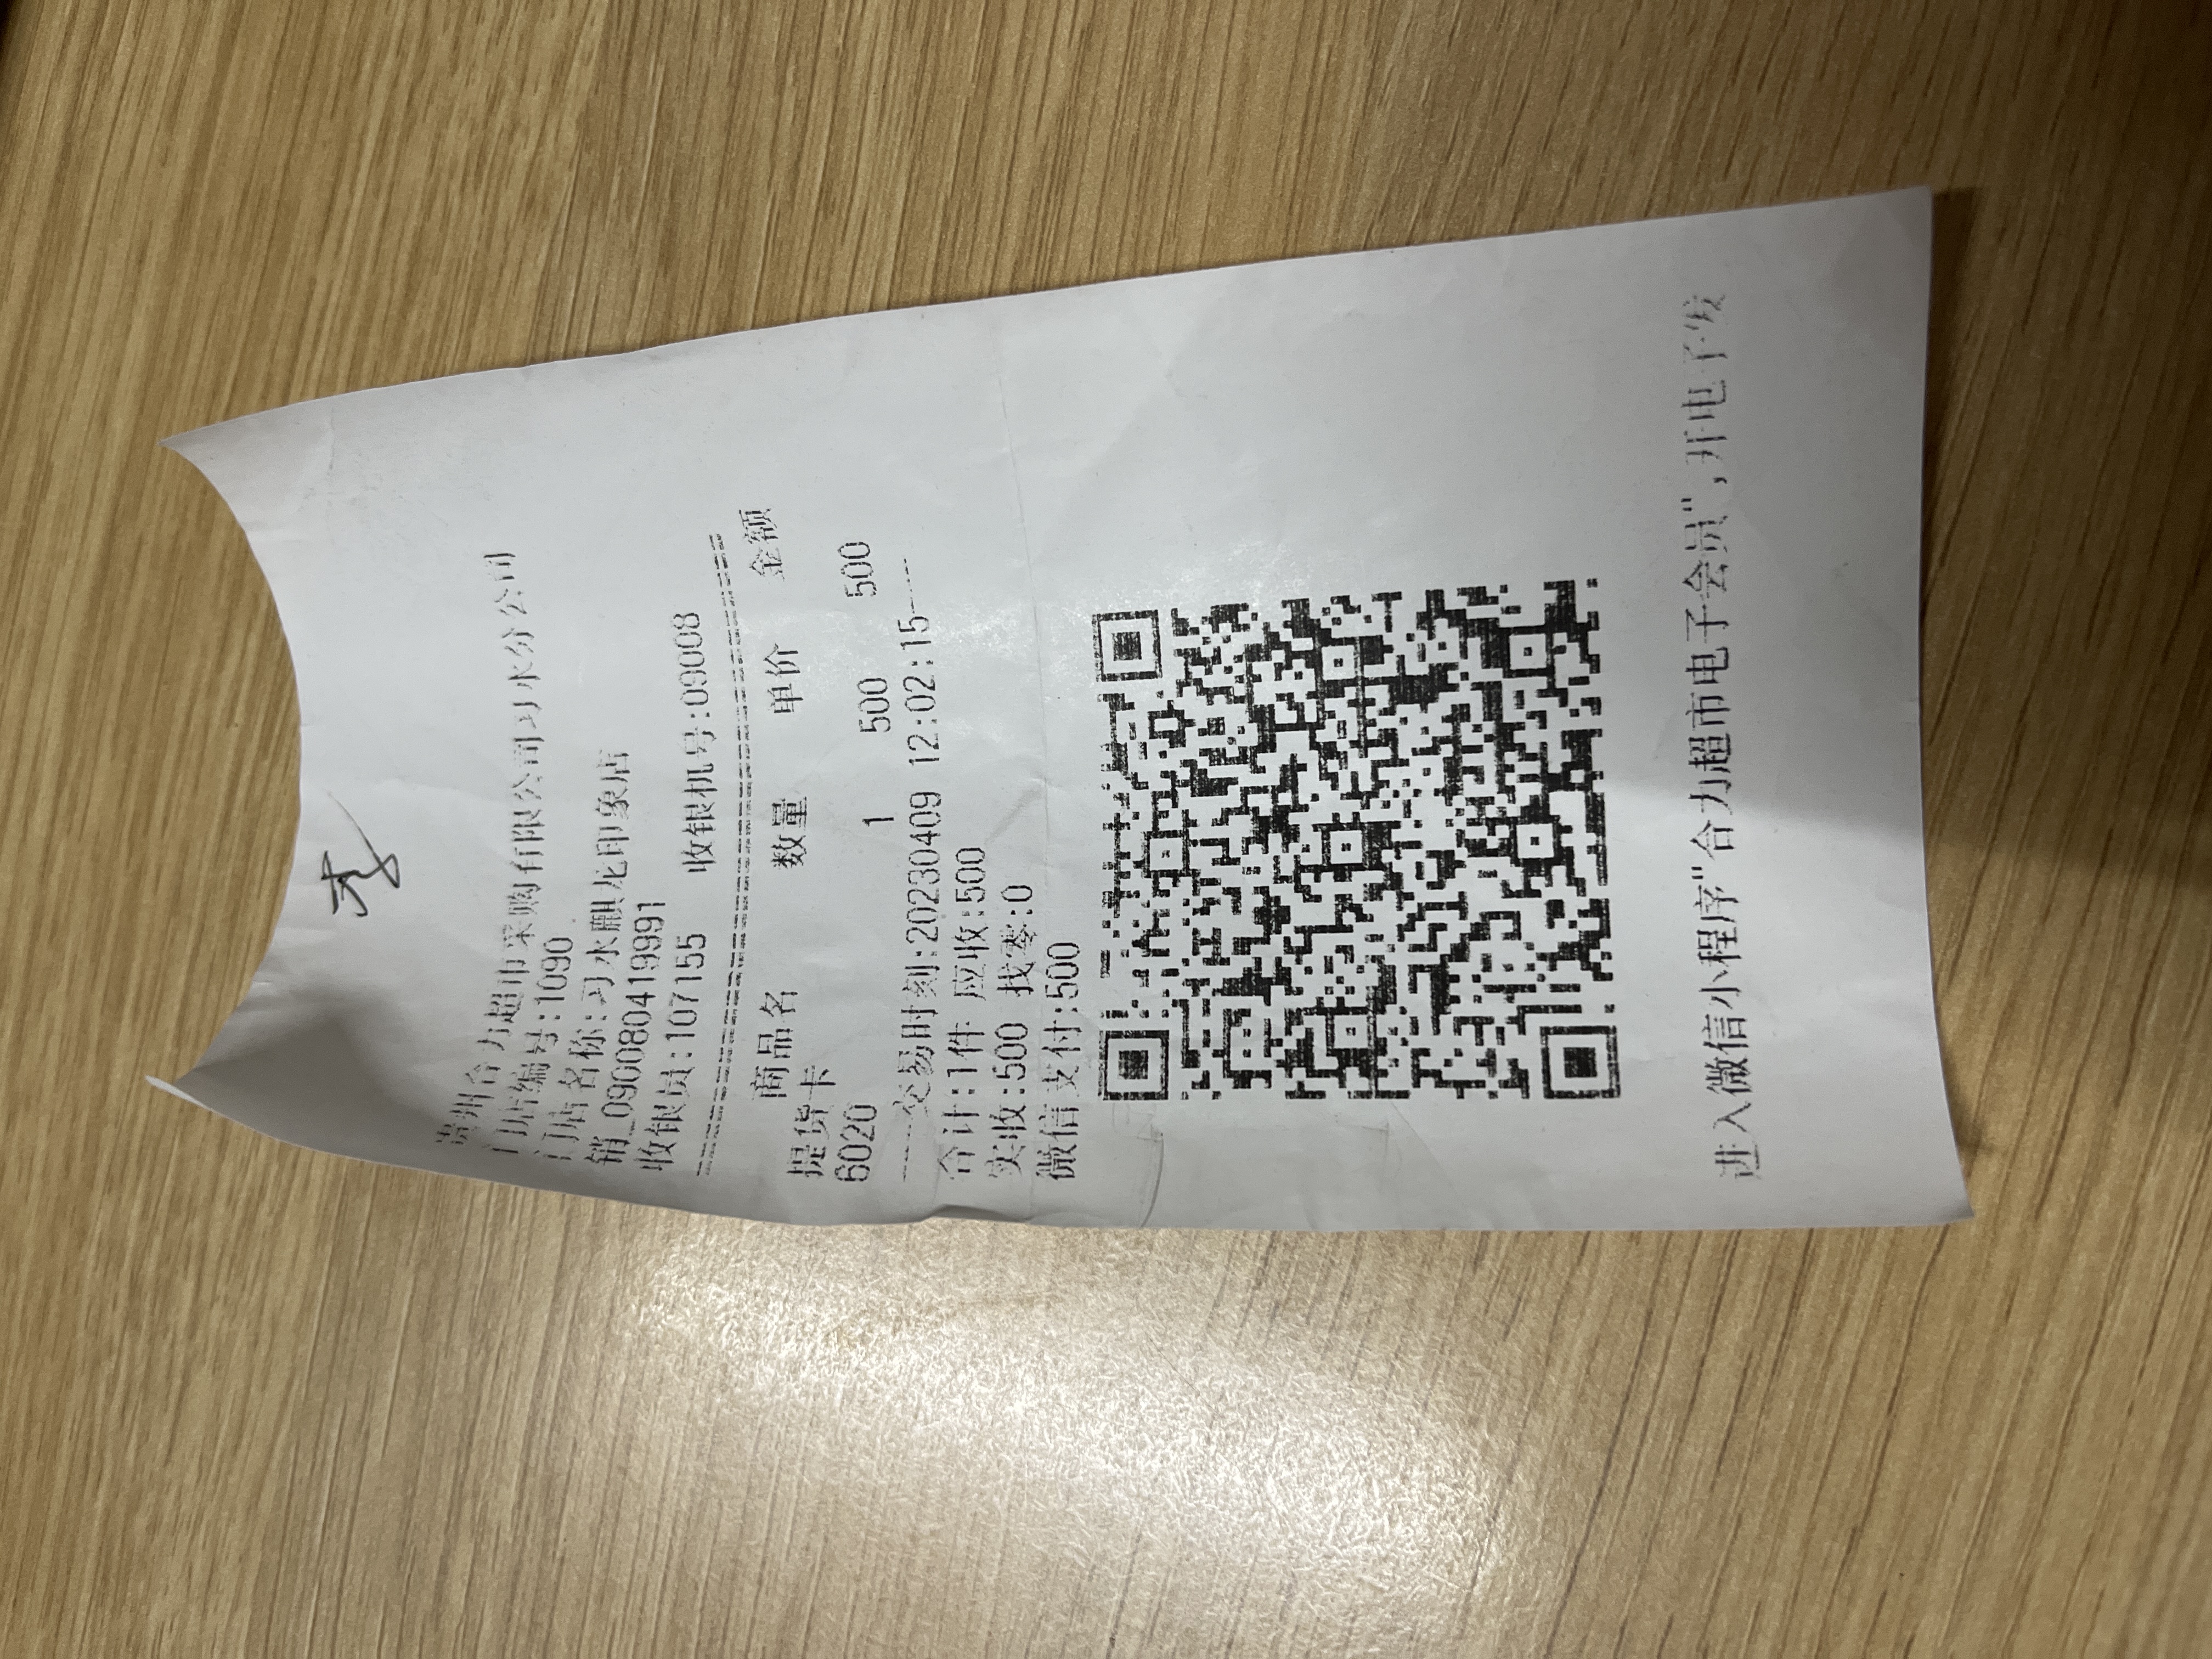 贵州合力超市采购有限公司习水分公司
门店编号:1090
门店名称:习水麒龙印象店
销_0900804199​91
收银员:107155 收银机号:09008
商品名 数量 单价 金额
提货卡
6020 1 500 500
----交易时刻:20230409 12:02:15----
合计:1件 应收:500
实收:500 找零:0
微信支付:500
进入微信小程序"合力超市电子会员",开电子发